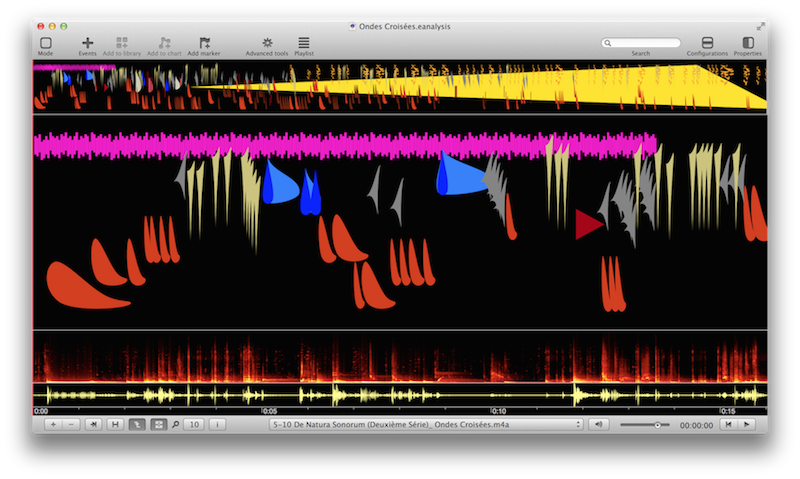 Ondes Croisées.eanalysis
Mode
Events
Add to library
Add to chart
Add marker
Advanced tools
Playlist
Search
Configurations
Properties
0:00
0:05
0:10
0:15
10
S-10 De Natura Sonorum (Deuxième Série)_ Ondes Croisées.m4a
00:00:00